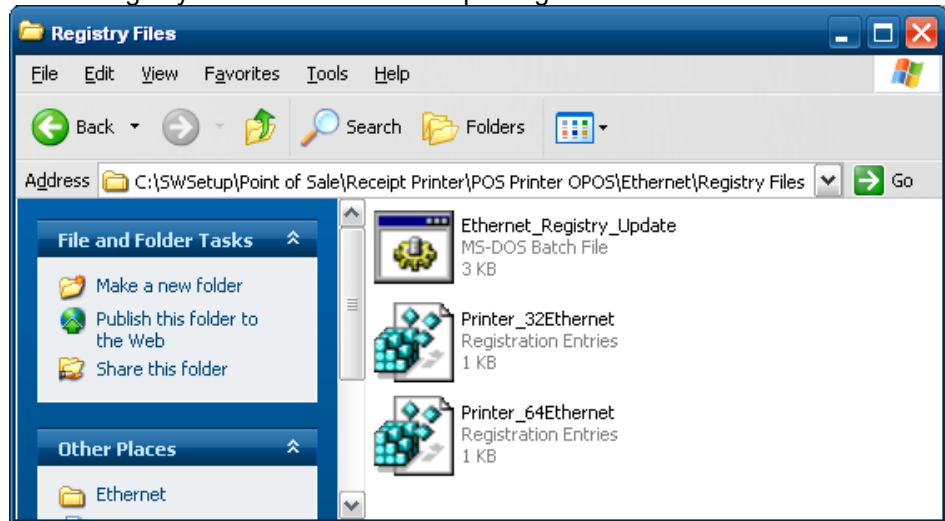 Registry Files
File Edit View Favorites Tools Help
Back Search Folders
Address C:\SWSetup\Point of Sale\Receipt Printer\POS Printer OPOS\Ethernet\Registry Files Go
File and Folder Tasks
Make a new folder
Publish this folder to
the Web
Share this folder
Other Places
Ethernet
Ethernet_Registry_Update
MS-DOS Batch File
3 KB
Printer_32Ethernet
Registration Entries
1 KB
Printer_64Ethernet
Registration Entries
1 KB